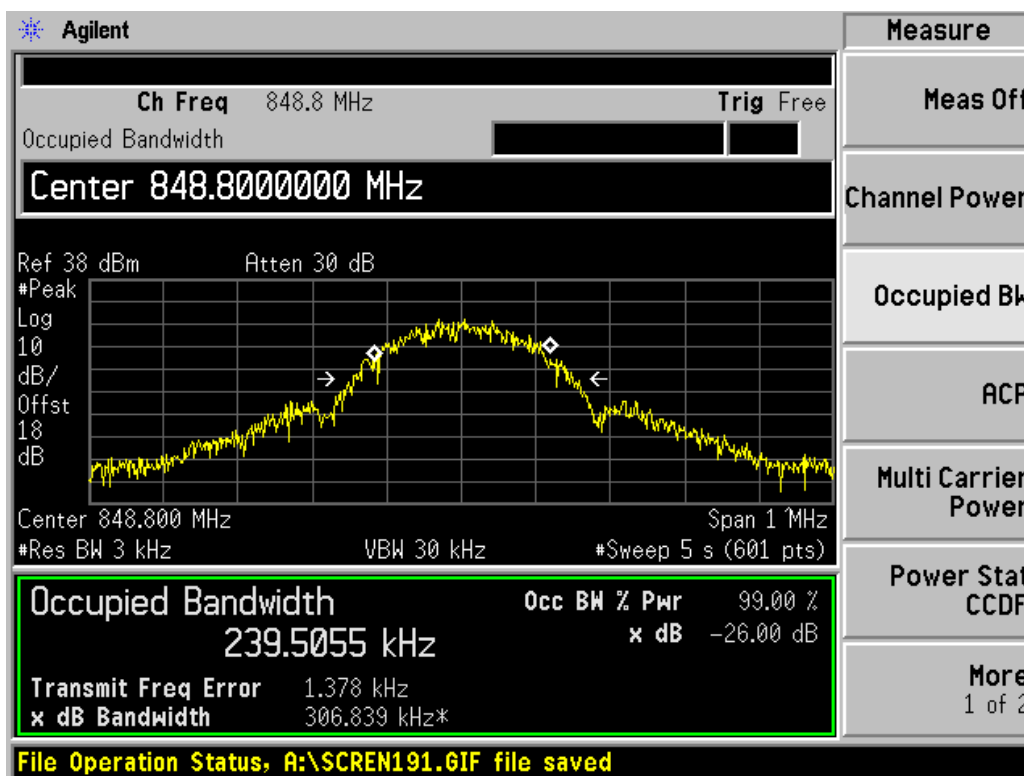 Agilent
Measure
Ch Freq 848.8 MHz Trig Free
Occupied Bandwidth
Center 848.8000000 MHz
Ref 38 dBm Atten 30 dB
#Peak
Log
10
dB/
Offst
18
dB
Center 848.800 MHz Span 1 MHz
#Res BW 3 kHz VBW 30 kHz #Sweep 5 s (601 pts)
Occupied Bandwidth
239.5055 kHz
Occ BW % Pwr 99.00 %
x dB -26.00 dB
Transmit Freq Error 1.378 kHz
x dB Bandwidth 306.839 kHz*
File Operation Status, A:\SCREN191.GIF file saved
Meas Off
Channel Power
Occupied BW
ACP
Multi Carrier
Power
Power Stat
CCDF
More
1 of 2